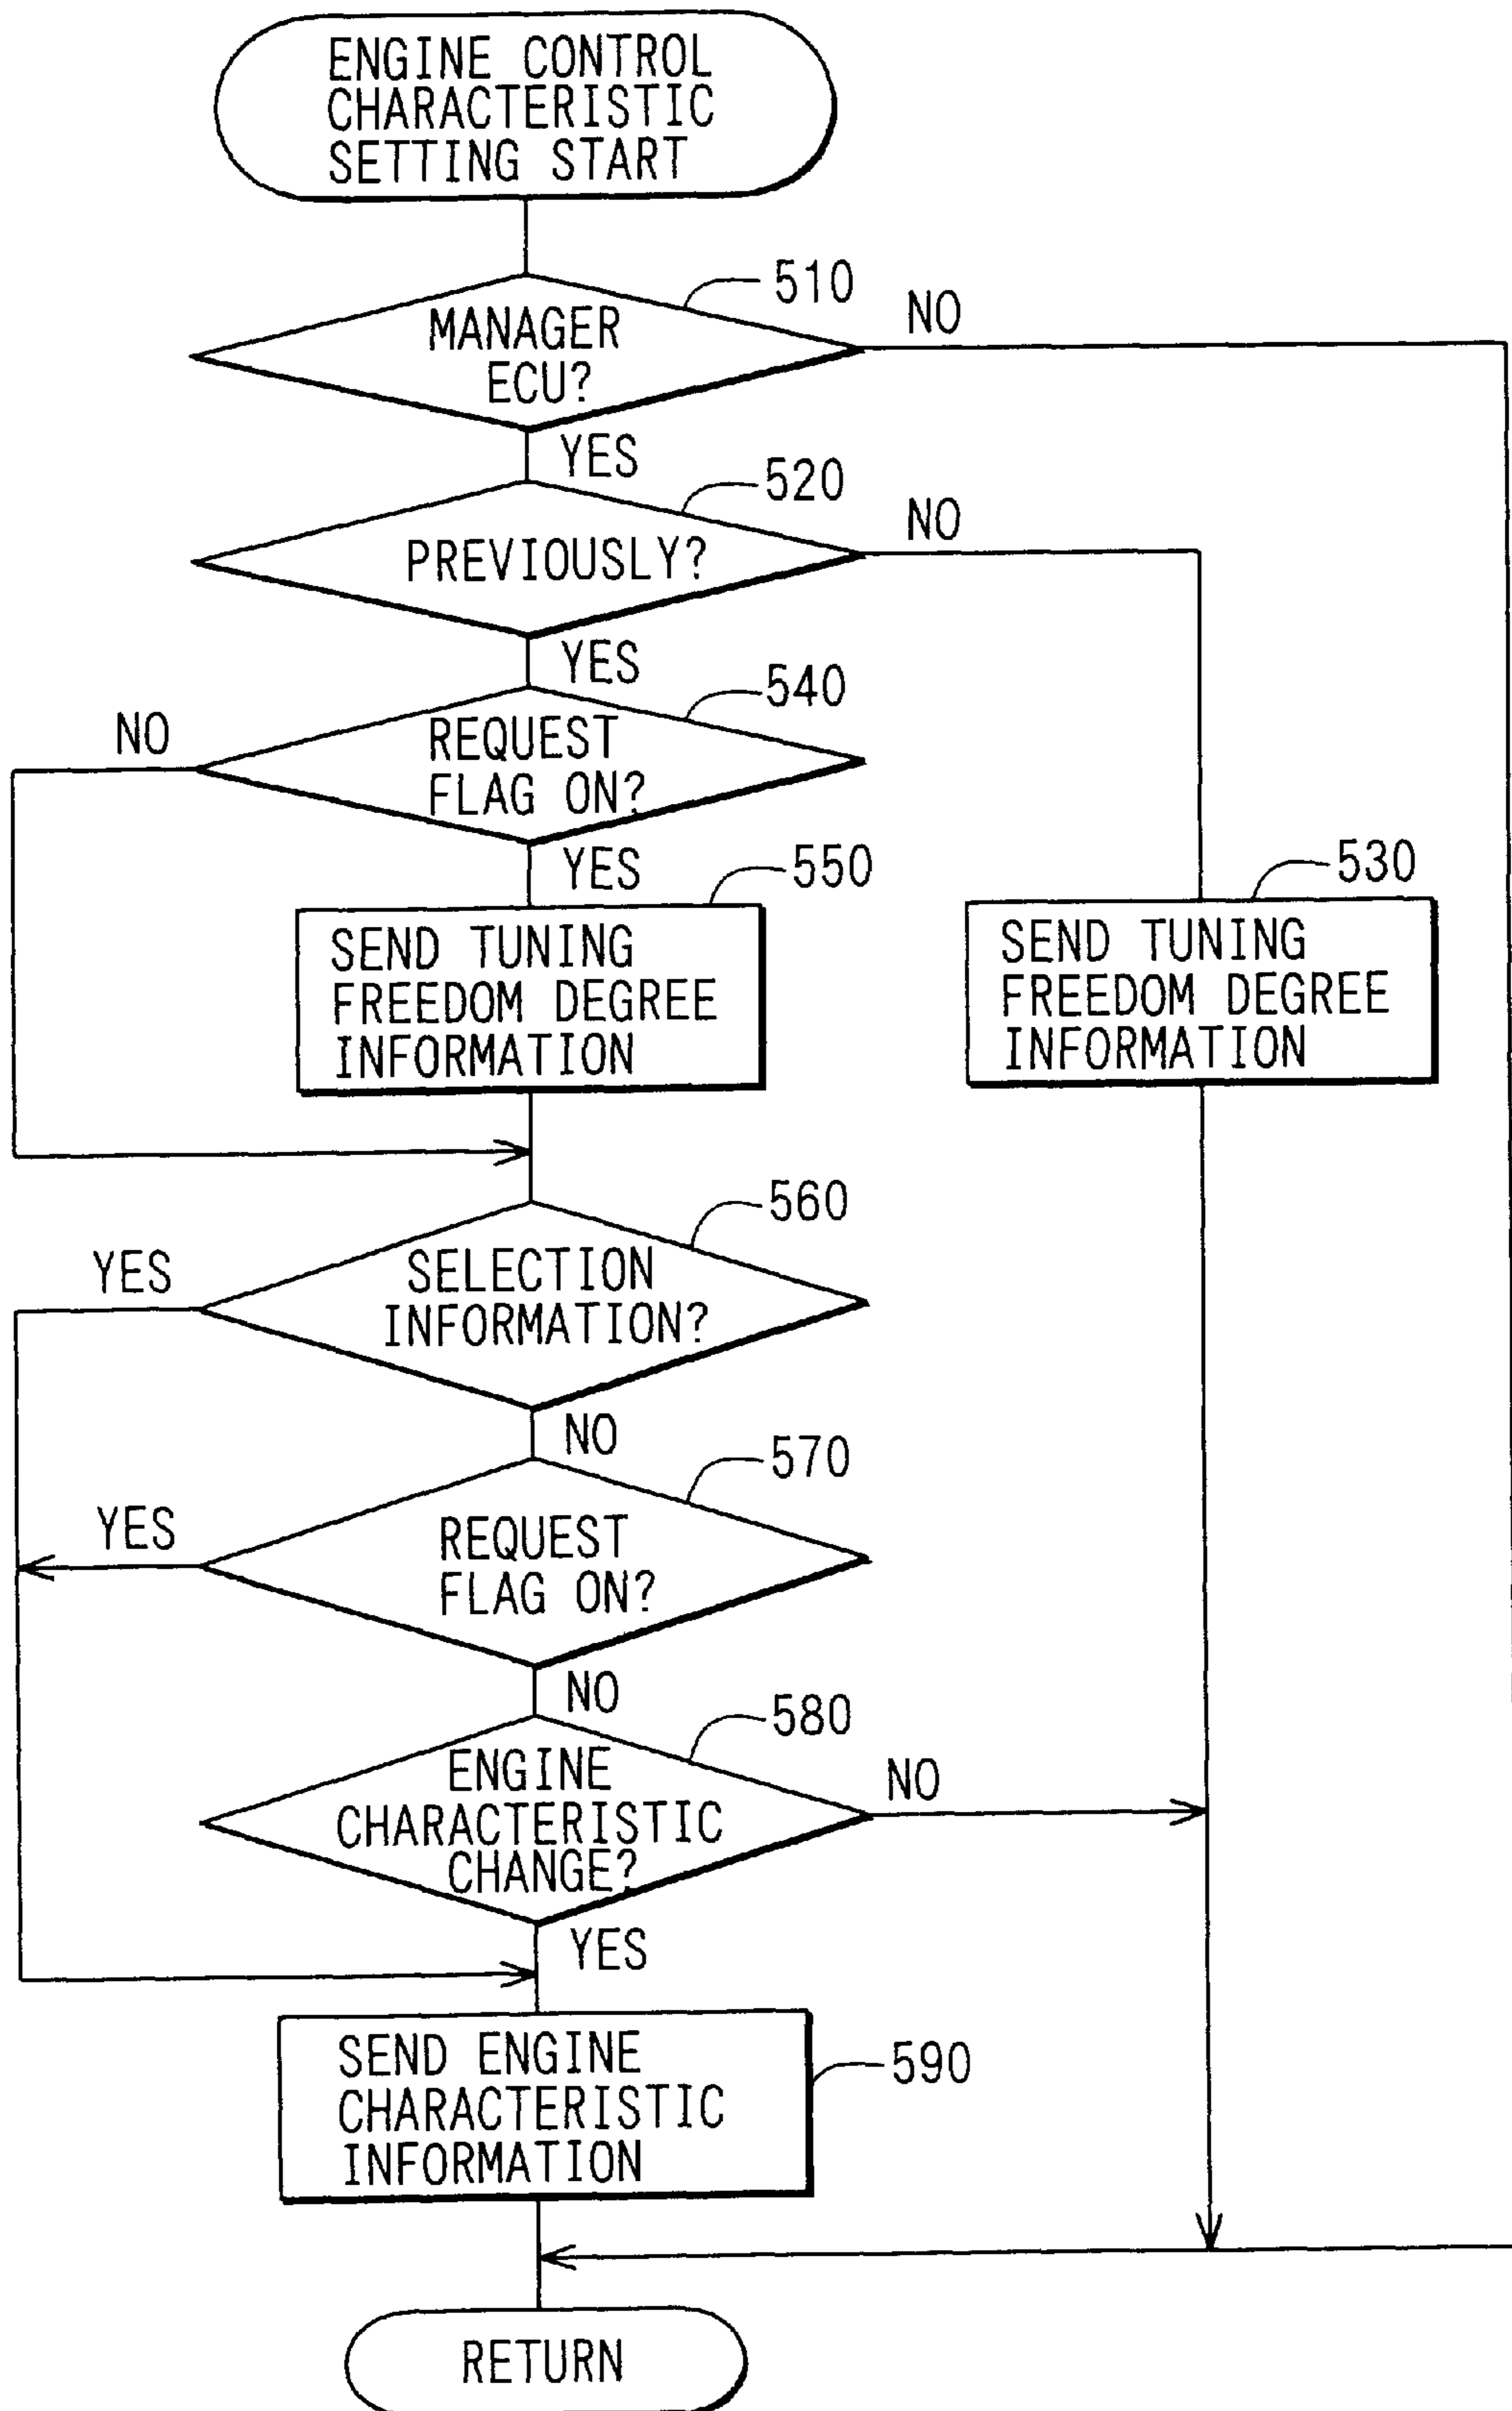 ENGINE CONTROL
CHARACTERISTIC
SETTING START
510
NO
MANAGER
ECU?
YES
520
NO
PREVIOUSLY?
YES
540
NO
REQUEST
FLAG ON?
YES
550
530
SEND TUNING
FREEDOM DEGREE
INFORMATION
SEND TUNING
FREEDOM DEGREE
INFORMATION
560
YES
SELECTION
INFORMATION?
NO
570
YES
REQUEST
FLAG ON?
NO
580
NO
ENGINE
CHARACTERISTIC
CHANGE?
YES
SEND ENGINE
CHARACTERISTIC
INFORMATION
590
RETURN